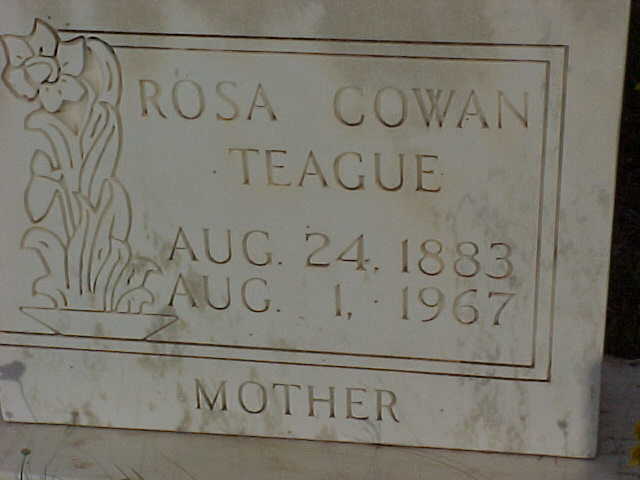 ROSA COWAN
TEAGUE
AUG. 24, 1883
AUG. 1, 1967
MOTHER